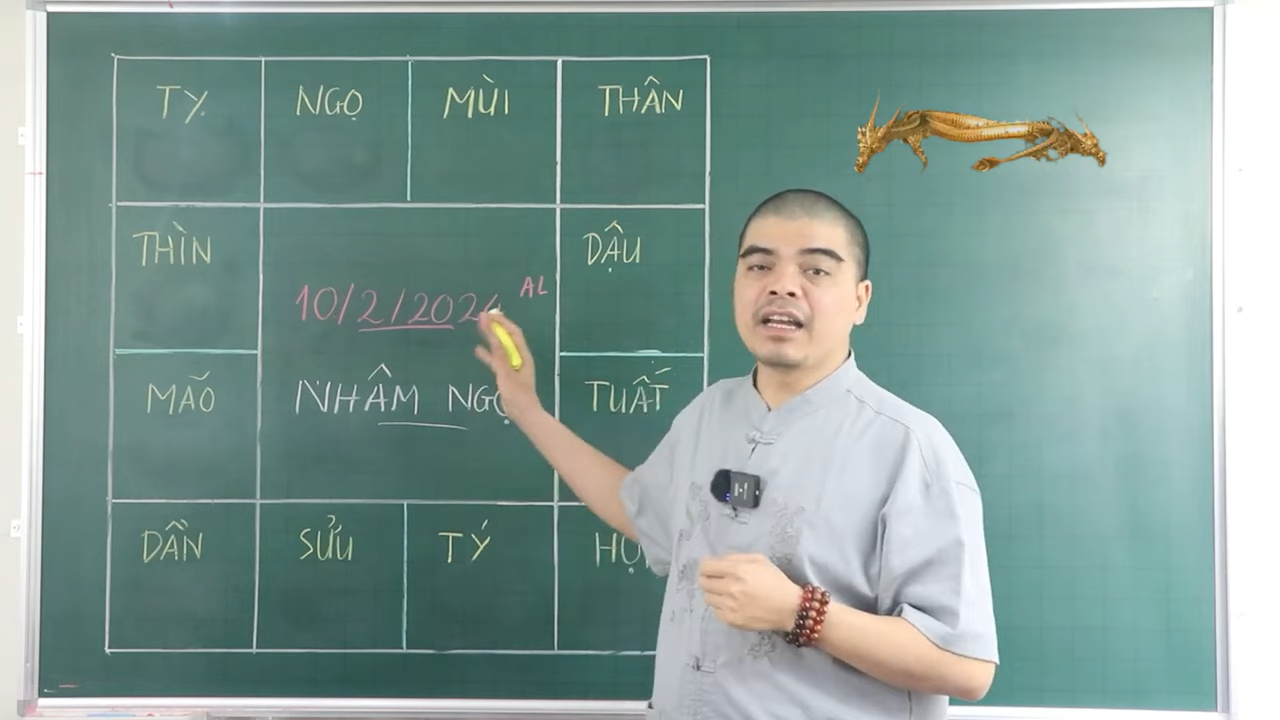 TỴ NGỌ MÙI THÂN
THÌN DẬU
10/2/2024 AL
MÃO NHÂM NGỌ TUẤT
DẦN SỬU TÝ